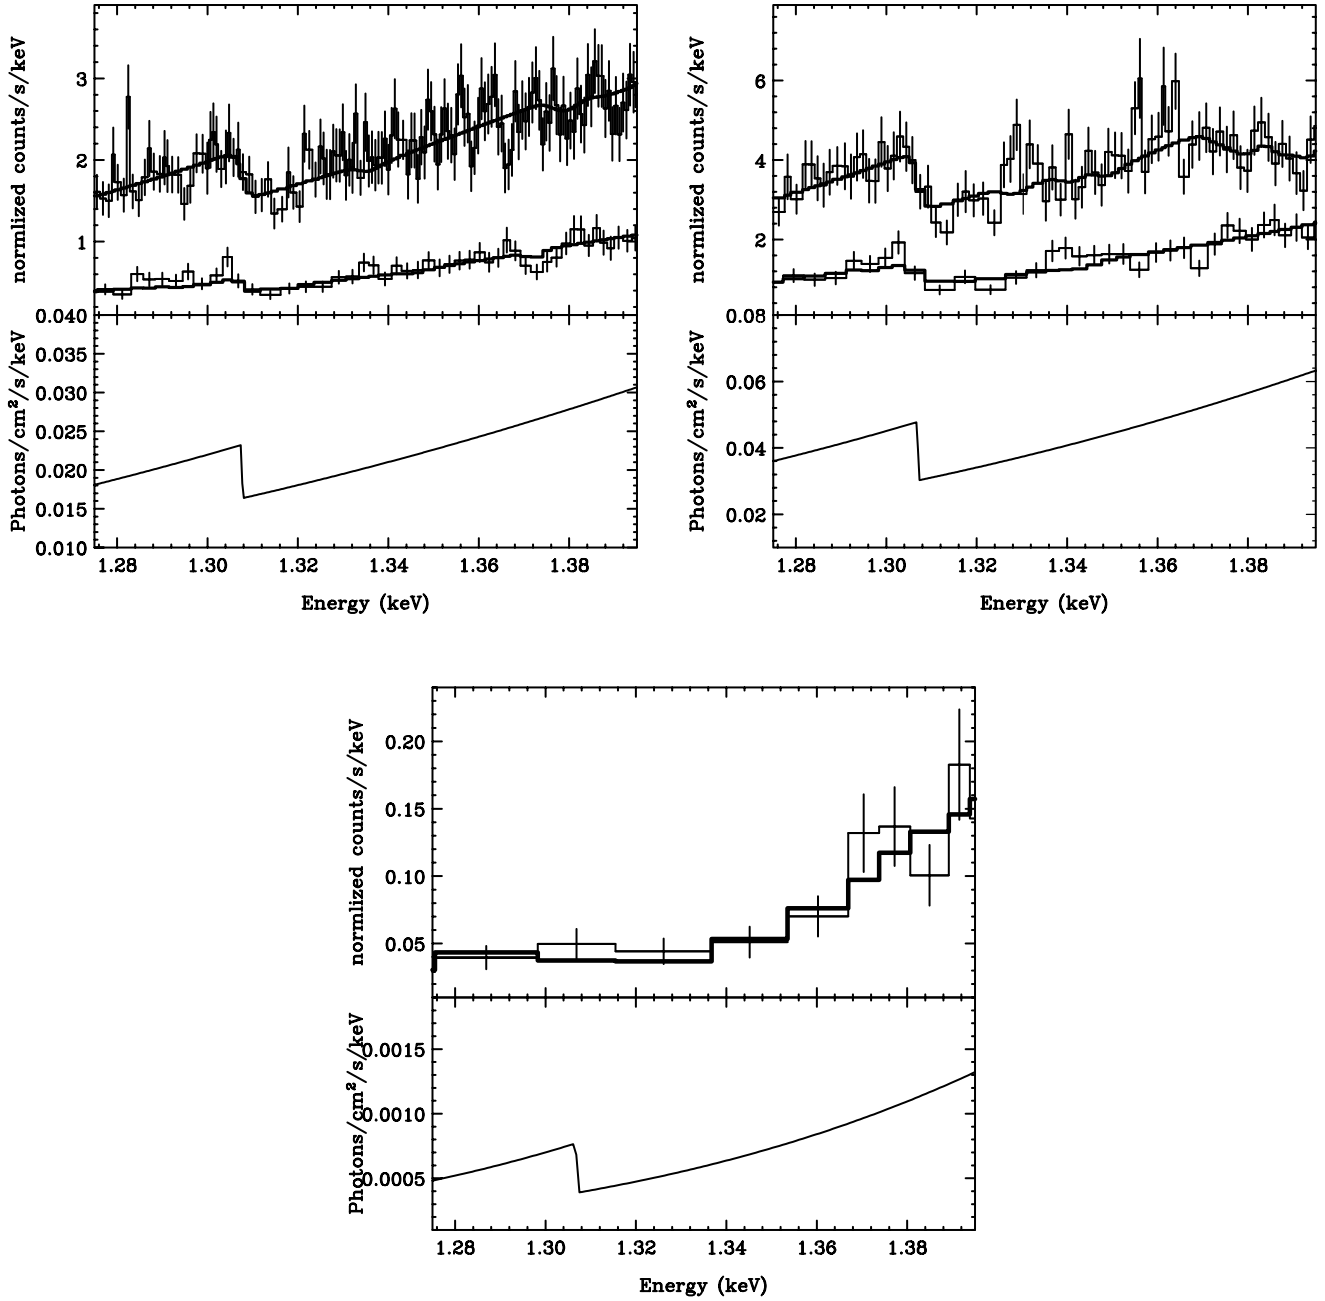 normlized counts/s/keV
3
2
1
Photons/cm²/s/keV
0.040
0.035
0.030
0.025
0.020
0.015
0.010
1.28 1.30 1.32 1.34 1.36 1.38
Energy (keV)
normlized counts/s/keV
6
4
2
Photons/cm²/s/keV
0.08
0.06
0.04
0.02
1.28 1.30 1.32 1.34 1.36 1.38
Energy (keV)
normlized counts/s/keV
0.20
0.15
0.10
0.05
Photons/cm²/s/keV
0.0015
0.0010
0.0005
1.28 1.30 1.32 1.34 1.36 1.38
Energy (keV)